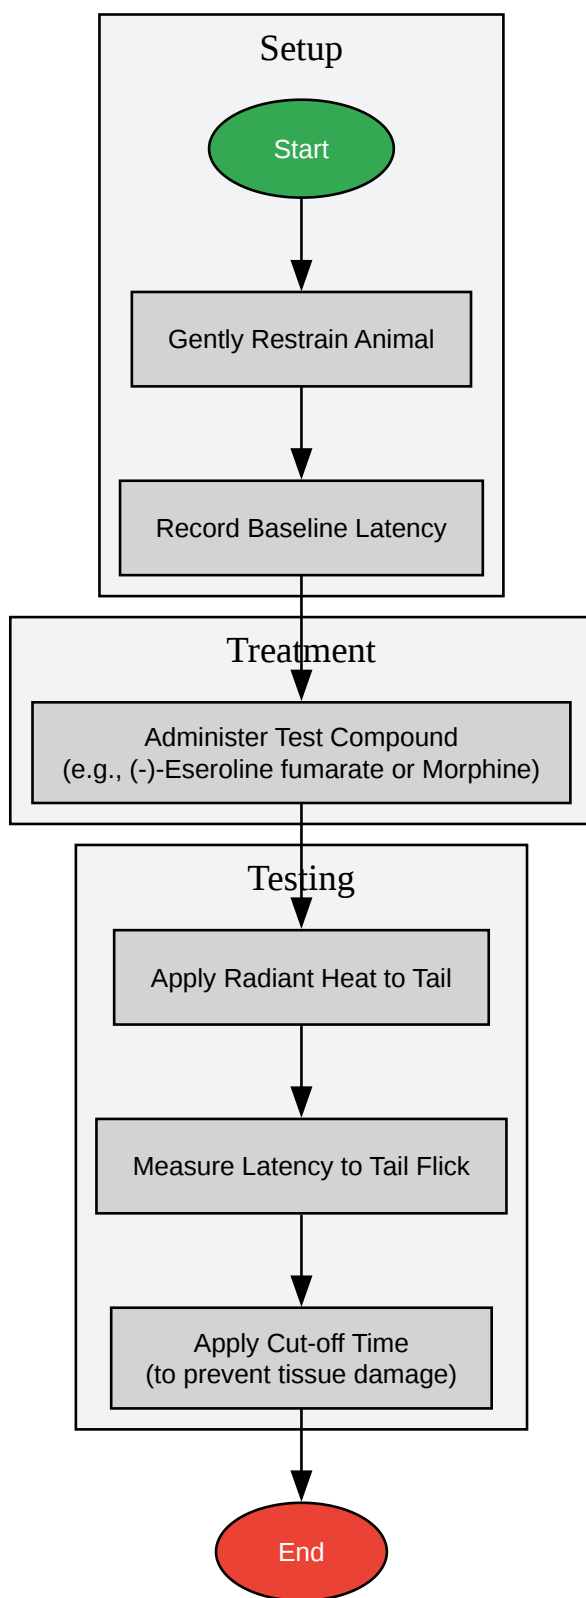 Setup
Start
Gently Restrain Animal
Record Baseline Latency
Treatment
Administer Test Compound
(e.g., (-)-Eseroline fumarate or Morphine)
Testing
Apply Radiant Heat to Tail
Measure Latency to Tail Flick
Apply Cut-off Time
(to prevent tissue damage)
End